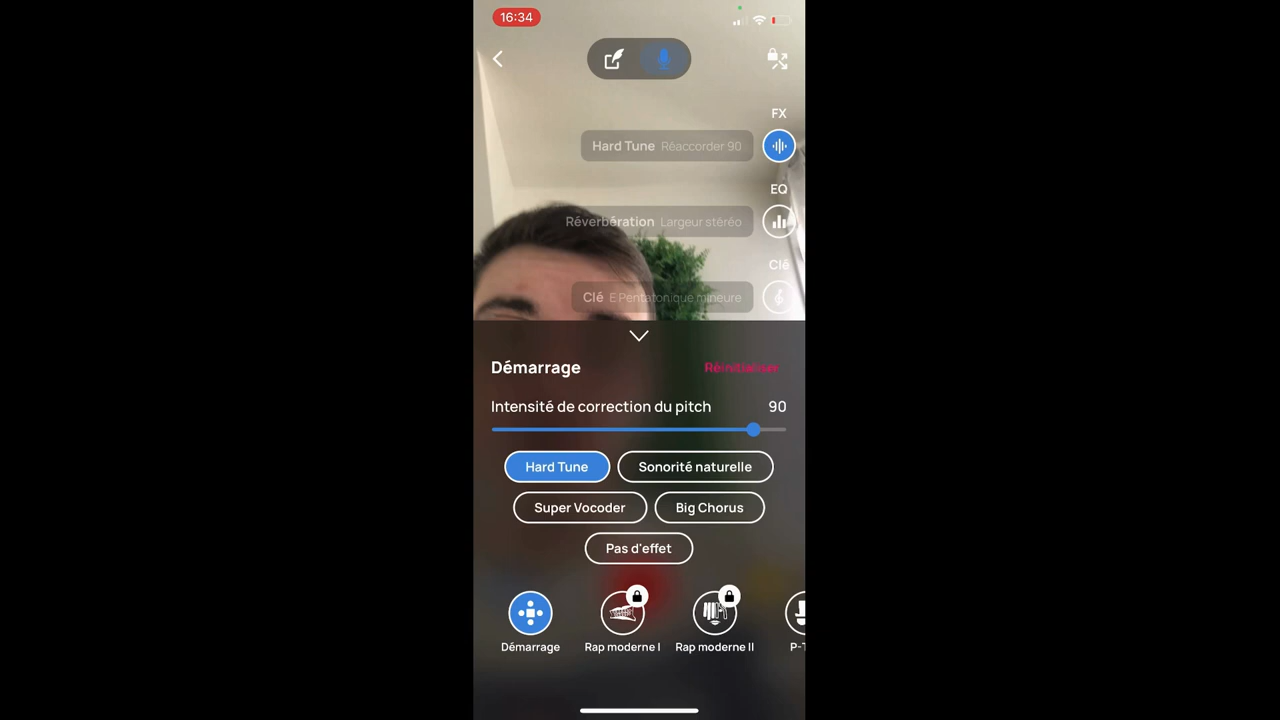 16:34
FX
Hard Tune Réaccorder 90
EQ
Réverbération Largeur stéréo
Clé
Clé E Pentatonique mineure
Démarrage
Réinitialiser
Intensité de correction du pitch 90
Hard Tune
Sonorité naturelle
Super Vocoder
Big Chorus
Pas d'effet
Démarrage
Rap moderne I
Rap moderne II